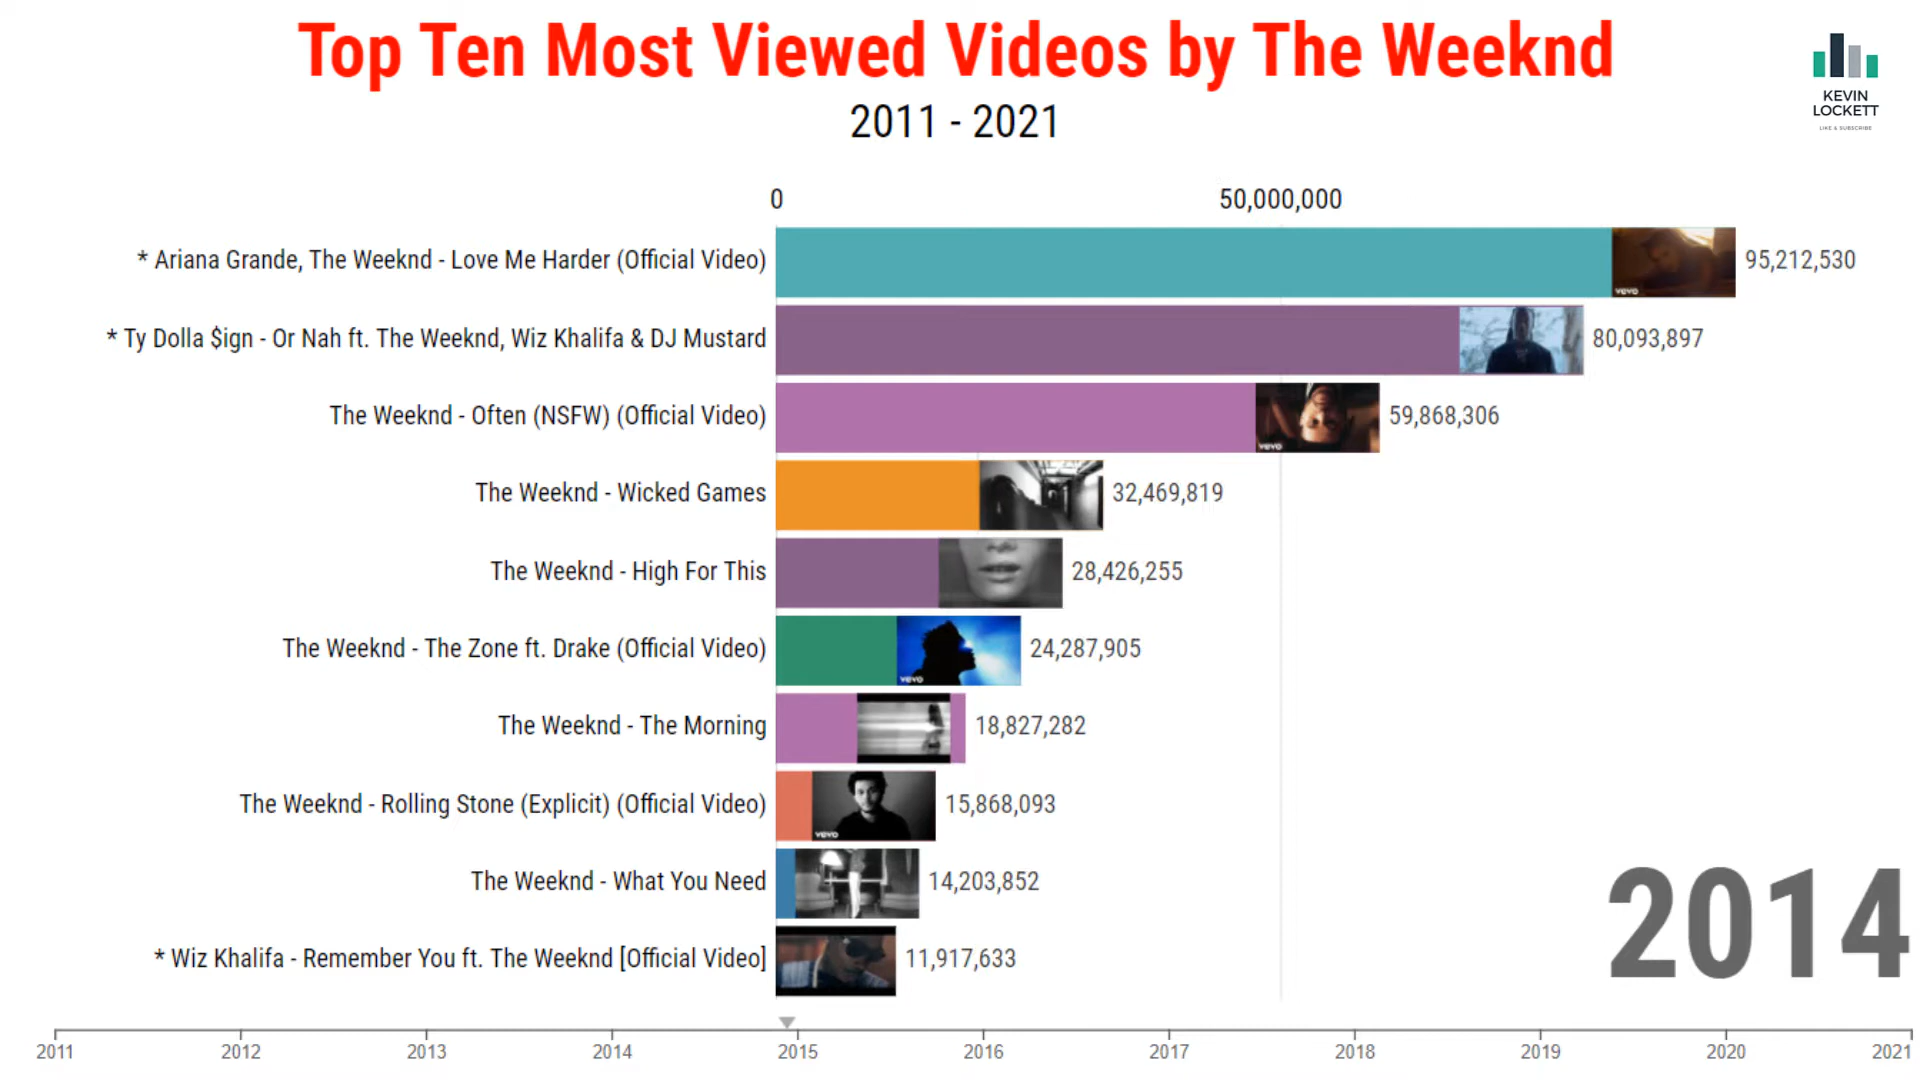 Top Ten Most Viewed Videos by The Weeknd
2011 - 2021
KEVIN
LOCKETT
LIKE & SUBSCRIBE
0 50,000,000
* Ariana Grande, The Weeknd - Love Me Harder (Official Video) vevo 95,212,530
* Ty Dolla $ign - Or Nah ft. The Weeknd, Wiz Khalifa & DJ Mustard 80,093,897
The Weeknd - Often (NSFW) (Official Video) vevo 59,868,306
The Weeknd - Wicked Games 32,469,819
The Weeknd - High For This 28,426,255
The Weeknd - The Zone ft. Drake (Official Video) vevo 24,287,905
The Weeknd - The Morning 18,827,282
The Weeknd - Rolling Stone (Explicit) (Official Video) vevo 15,868,093
The Weeknd - What You Need 14,203,852
* Wiz Khalifa - Remember You ft. The Weeknd [Official Video] 11,917,633
2014
2011 2012 2013 2014 2015 2016 2017 2018 2019 2020 2021